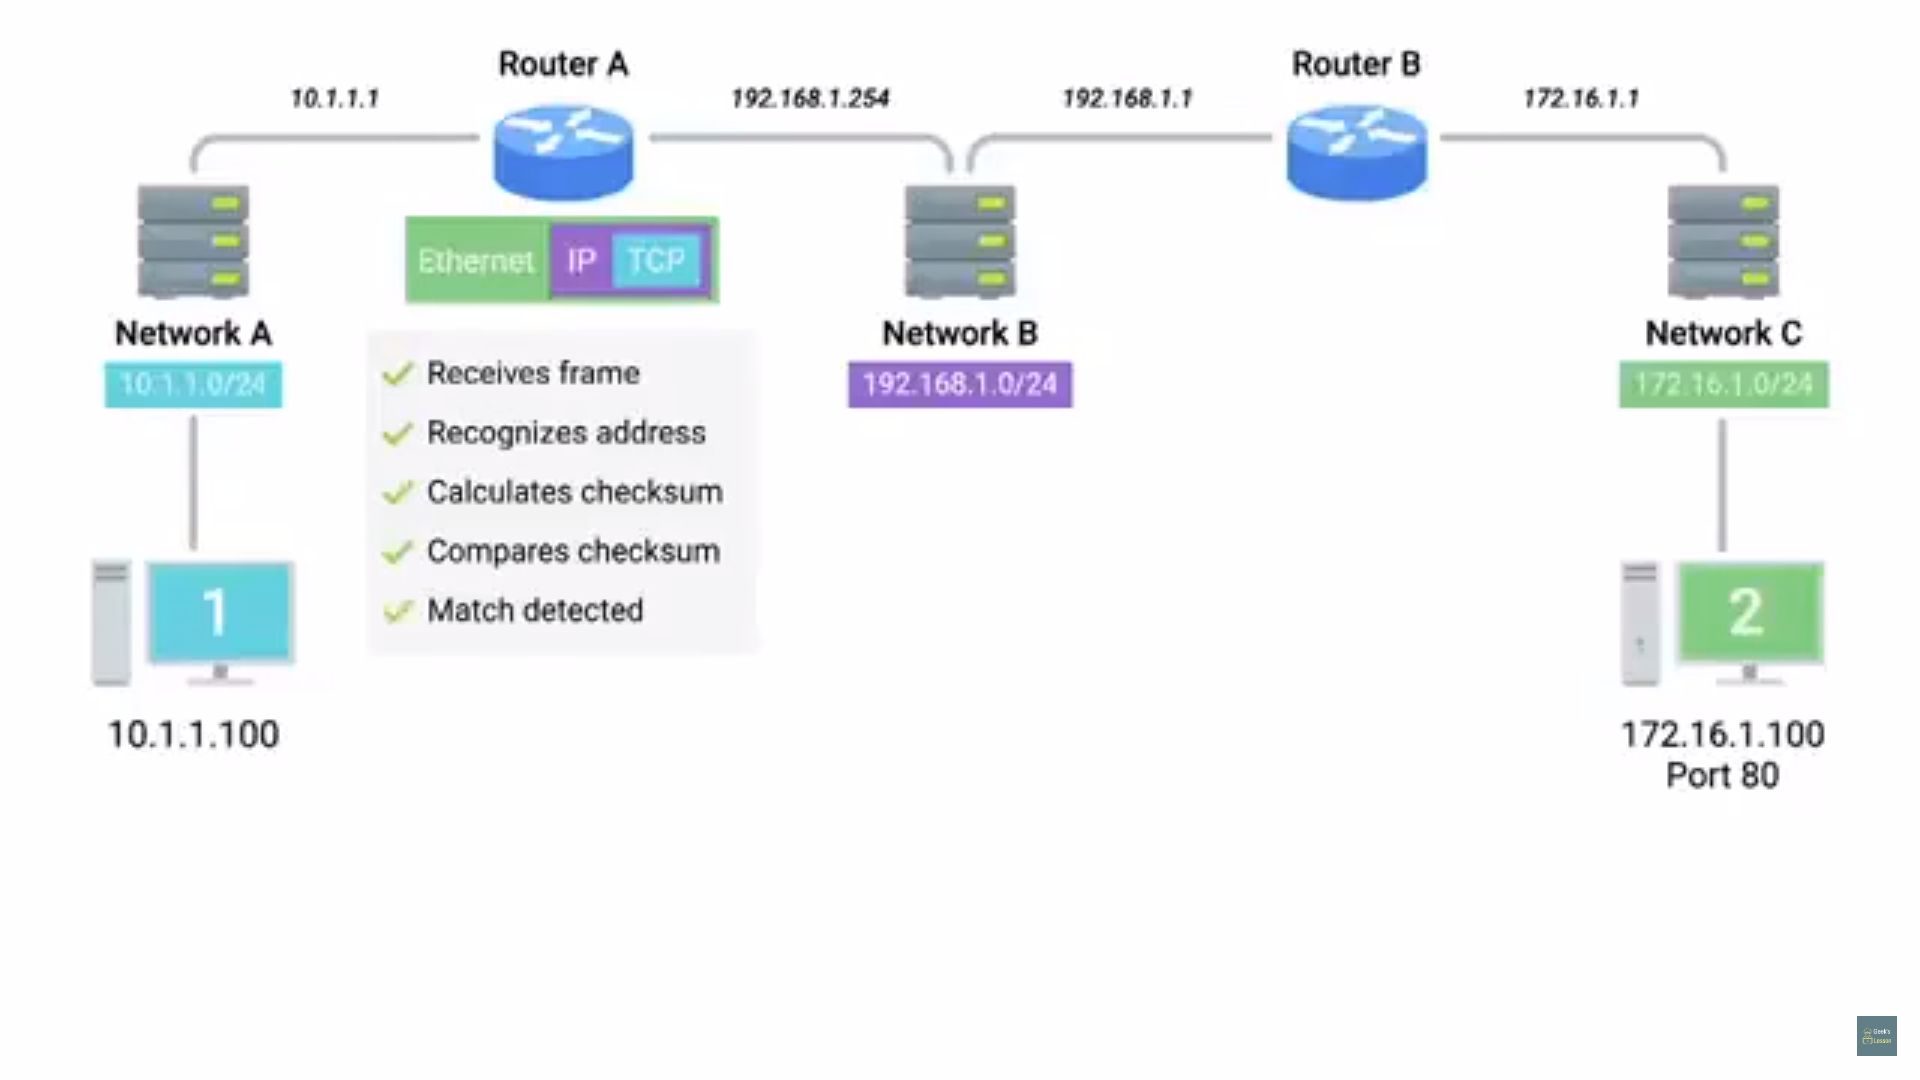 Router A
Router B
10.1.1.1
192.168.1.254
192.168.1.1
172.16.1.1
Ethernet IP TCP
Network A
Network B
Network C
10.1.1.0/24
192.168.1.0/24
172.16.1.0/24
Receives frame
Recognizes address
Calculates checksum
Compares checksum
Match detected
1
2
10.1.1.100
172.16.1.100
Port 80
Geek's
Lesson